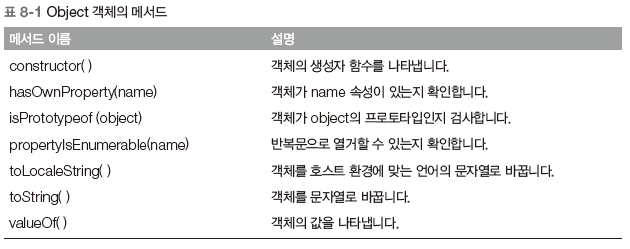 표 8-1 Object 객체의 메서드
메서드 이름 설명
constructor( ) 객체의 생성자 함수를 나타냅니다.
hasOwnProperty(name) 객체가 name 속성이 있는지 확인합니다.
isPrototypeof (object) 객체가 object의 프로토타입인지 검사합니다.
propertyIsEnumerable(name) 반복문으로 열거할 수 있는지 확인합니다.
toLocaleString( ) 객체를 호스트 환경에 맞는 언어의 문자열로 바꿉니다.
toString( ) 객체를 문자열로 바꿉니다.
valueOf( ) 객체의 값을 나타냅니다.